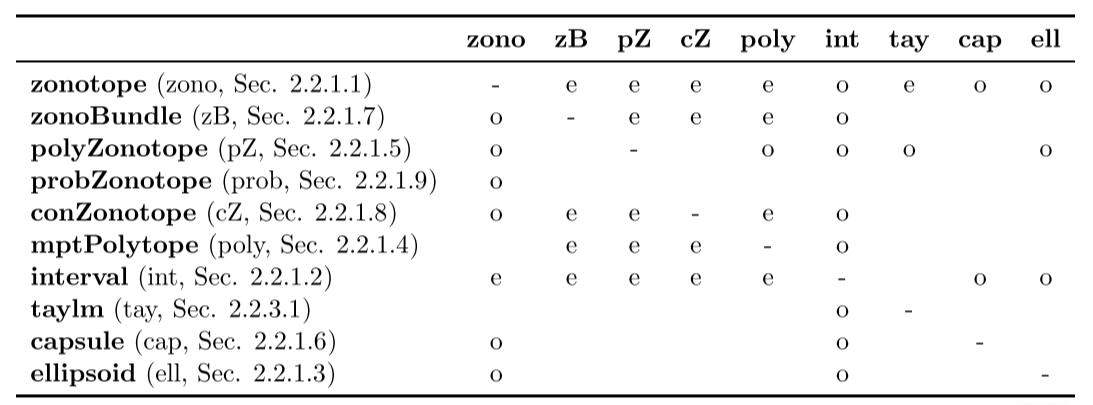 zono zB pZ cZ poly int tay cap ell
zonotope (zono, Sec. 2.2.1.1) - e e e e o e o o
zonoBundle (zB, Sec. 2.2.1.7) o - e e e o
polyZonotope (pZ, Sec. 2.2.1.5) o - o o o o
probZonotope (prob, Sec. 2.2.1.9) o
conZonotope (cZ, Sec. 2.2.1.8) o e e - e o
mptPolytope (poly, Sec. 2.2.1.4) e e e - o
interval (int, Sec. 2.2.1.2) e e e e e - o o
taylm (tay, Sec. 2.2.3.1) o -
capsule (cap, Sec. 2.2.1.6) o o -
ellipsoid (ell, Sec. 2.2.1.3) o o -